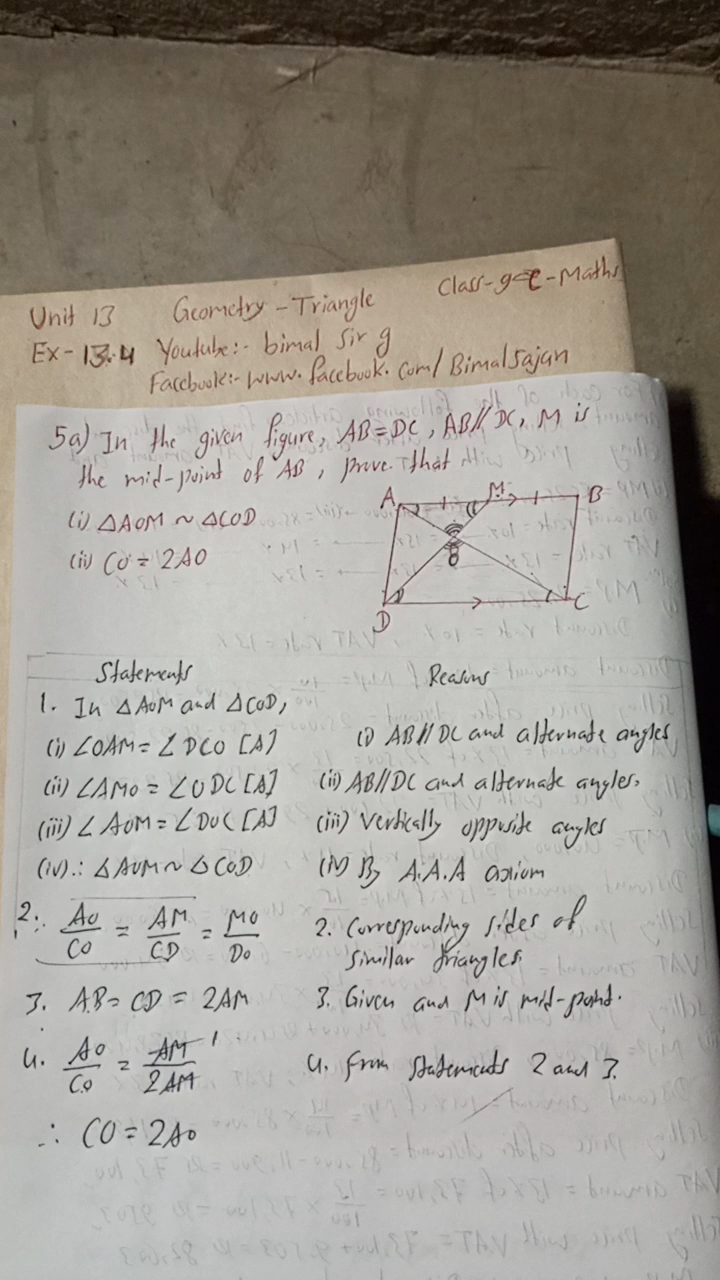 Unit 13 Geometry - Triangle Class-9 - Maths
Ex-13.4 Youtube:- bimal Sir g
Facebook:- www.facebook.com/Bimalsajan
5a) In the given figure, AB=DC, AB//DC, M is
the mid-point of AB, prove that
(i) △AOM ~ △COD
(ii) CO = 2AO
A M B
O
D C
Statements Reasons
1. In △AOM and △COD,
(i) ∠OAM = ∠DCO [A] (i) AB//DC and alternate angles
(ii) ∠AMO = ∠ODC [A] (ii) AB//DC and alternate angles.
(iii) ∠AOM = ∠DOC [A] (iii) Vertically opposite angles
(iv) ∴ △AOM ~ △COD (iv) By A.A.A axiom
2. ∴ AO/CO = AM/CD = MO/DO 2. Corresponding sides of
similar triangles.
3. AB = CD = 2AM 3. Given and M is mid-point.
4. AO/CO = AM/2AM 1 4. From statements 2 and 3.
∴ CO = 2AO